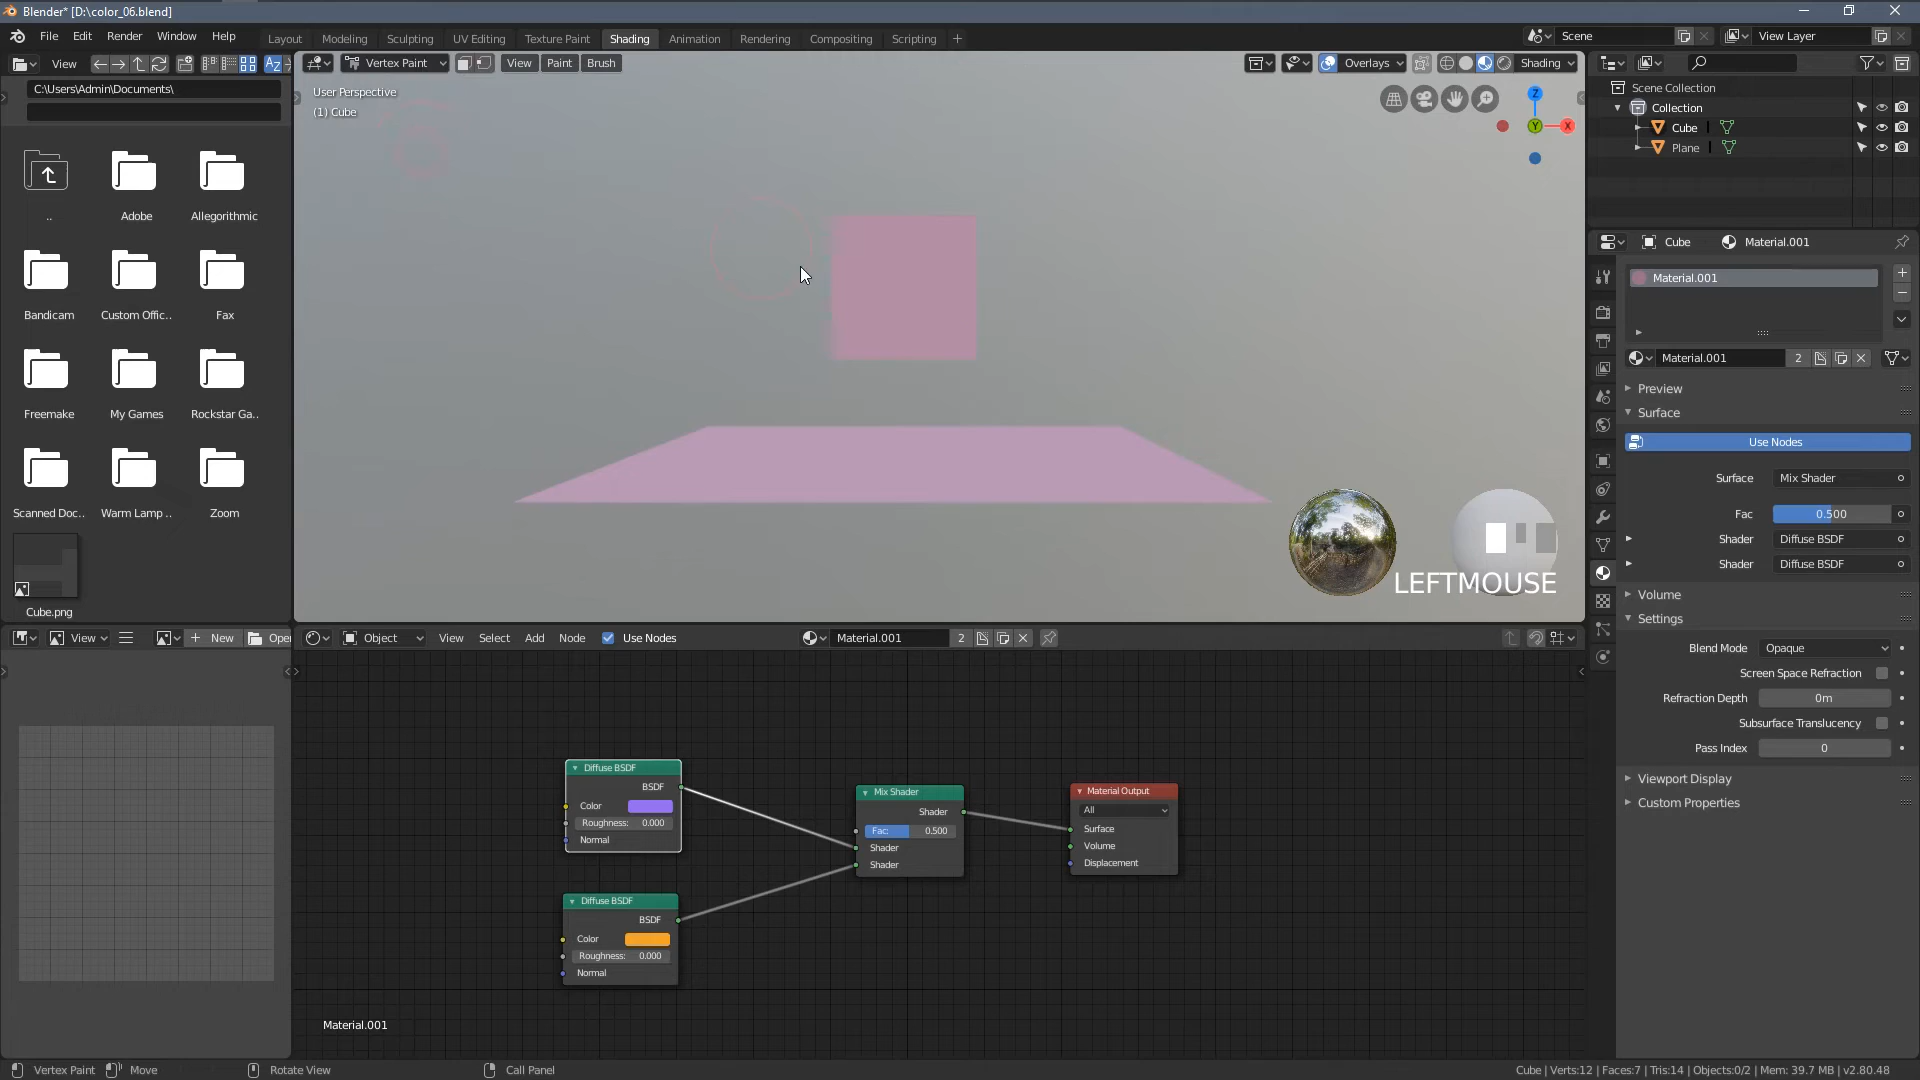 Blender* [D:\color_06.blend]
File Edit Render Window Help
Layout Modeling Sculpting UV Editing Texture Paint Shading Animation Rendering Compositing Scripting +
Scene
View Layer
View
Vertex Paint
View Paint Brush
Overlays
Shading
C:\Users\Admin\Documents\
User Perspective
(1) Cube
Z
Y
X
Scene Collection
Collection
Cube
Plane
..
Adobe
Allegorithmic
Bandicam
Custom Offic..
Fax
Freemake
My Games
Rockstar Ga..
Scanned Doc..
Warm Lamp ..
Zoom
Cube.png
LEFTMOUSE
Cube
Material.001
Material.001
Material.001
2
Preview
Surface
Use Nodes
Surface
Mix Shader
Fac
0.500
Shader
Diffuse BSDF
Shader
Diffuse BSDF
Volume
Settings
Blend Mode
Opaque
Screen Space Refraction
Refraction Depth
0m
Subsurface Translucency
Pass Index
0
Viewport Display
Custom Properties
View
New
Open
Object
View Select Add Node
Use Nodes
Material.001
2
Diffuse BSDF
BSDF
Color
Roughness: 0.000
Normal
Diffuse BSDF
BSDF
Color
Roughness: 0.000
Normal
Mix Shader
Shader
Fac: 0.500
Shader
Shader
Material Output
All
Surface
Volume
Displacement
Material.001
Vertex Paint
Move
Rotate View
Call Panel
Cube | Verts:12 | Faces:7 | Tris:14 | Objects:0/2 | Mem: 39.7 MB | v2.80.48